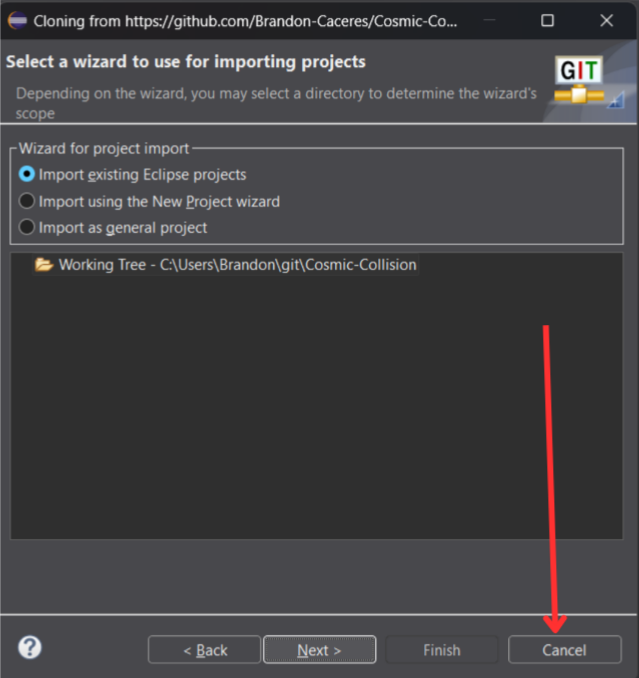 Cloning from https://github.com/Brandon-Caceres/Cosmic-Co...
Select a wizard to use for importing projects
GIT
Depending on the wizard, you may select a directory to determine the wizard's
scope
Wizard for project import
Import existing Eclipse projects
Import using the New Project wizard
Import as general project
Working Tree - C:\Users\Brandon\git\Cosmic-Collision
?
< Back
Next >
Finish
Cancel